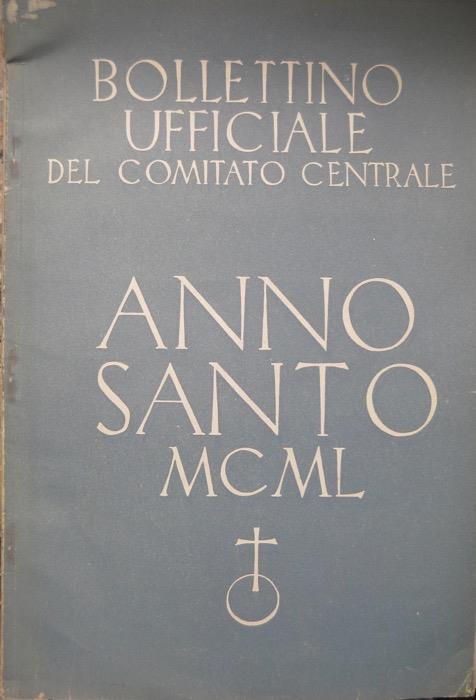 BOLLETTINO
UFFICIALE
DEL COMITATO CENTRALE
ANNO
SANTO
MCML